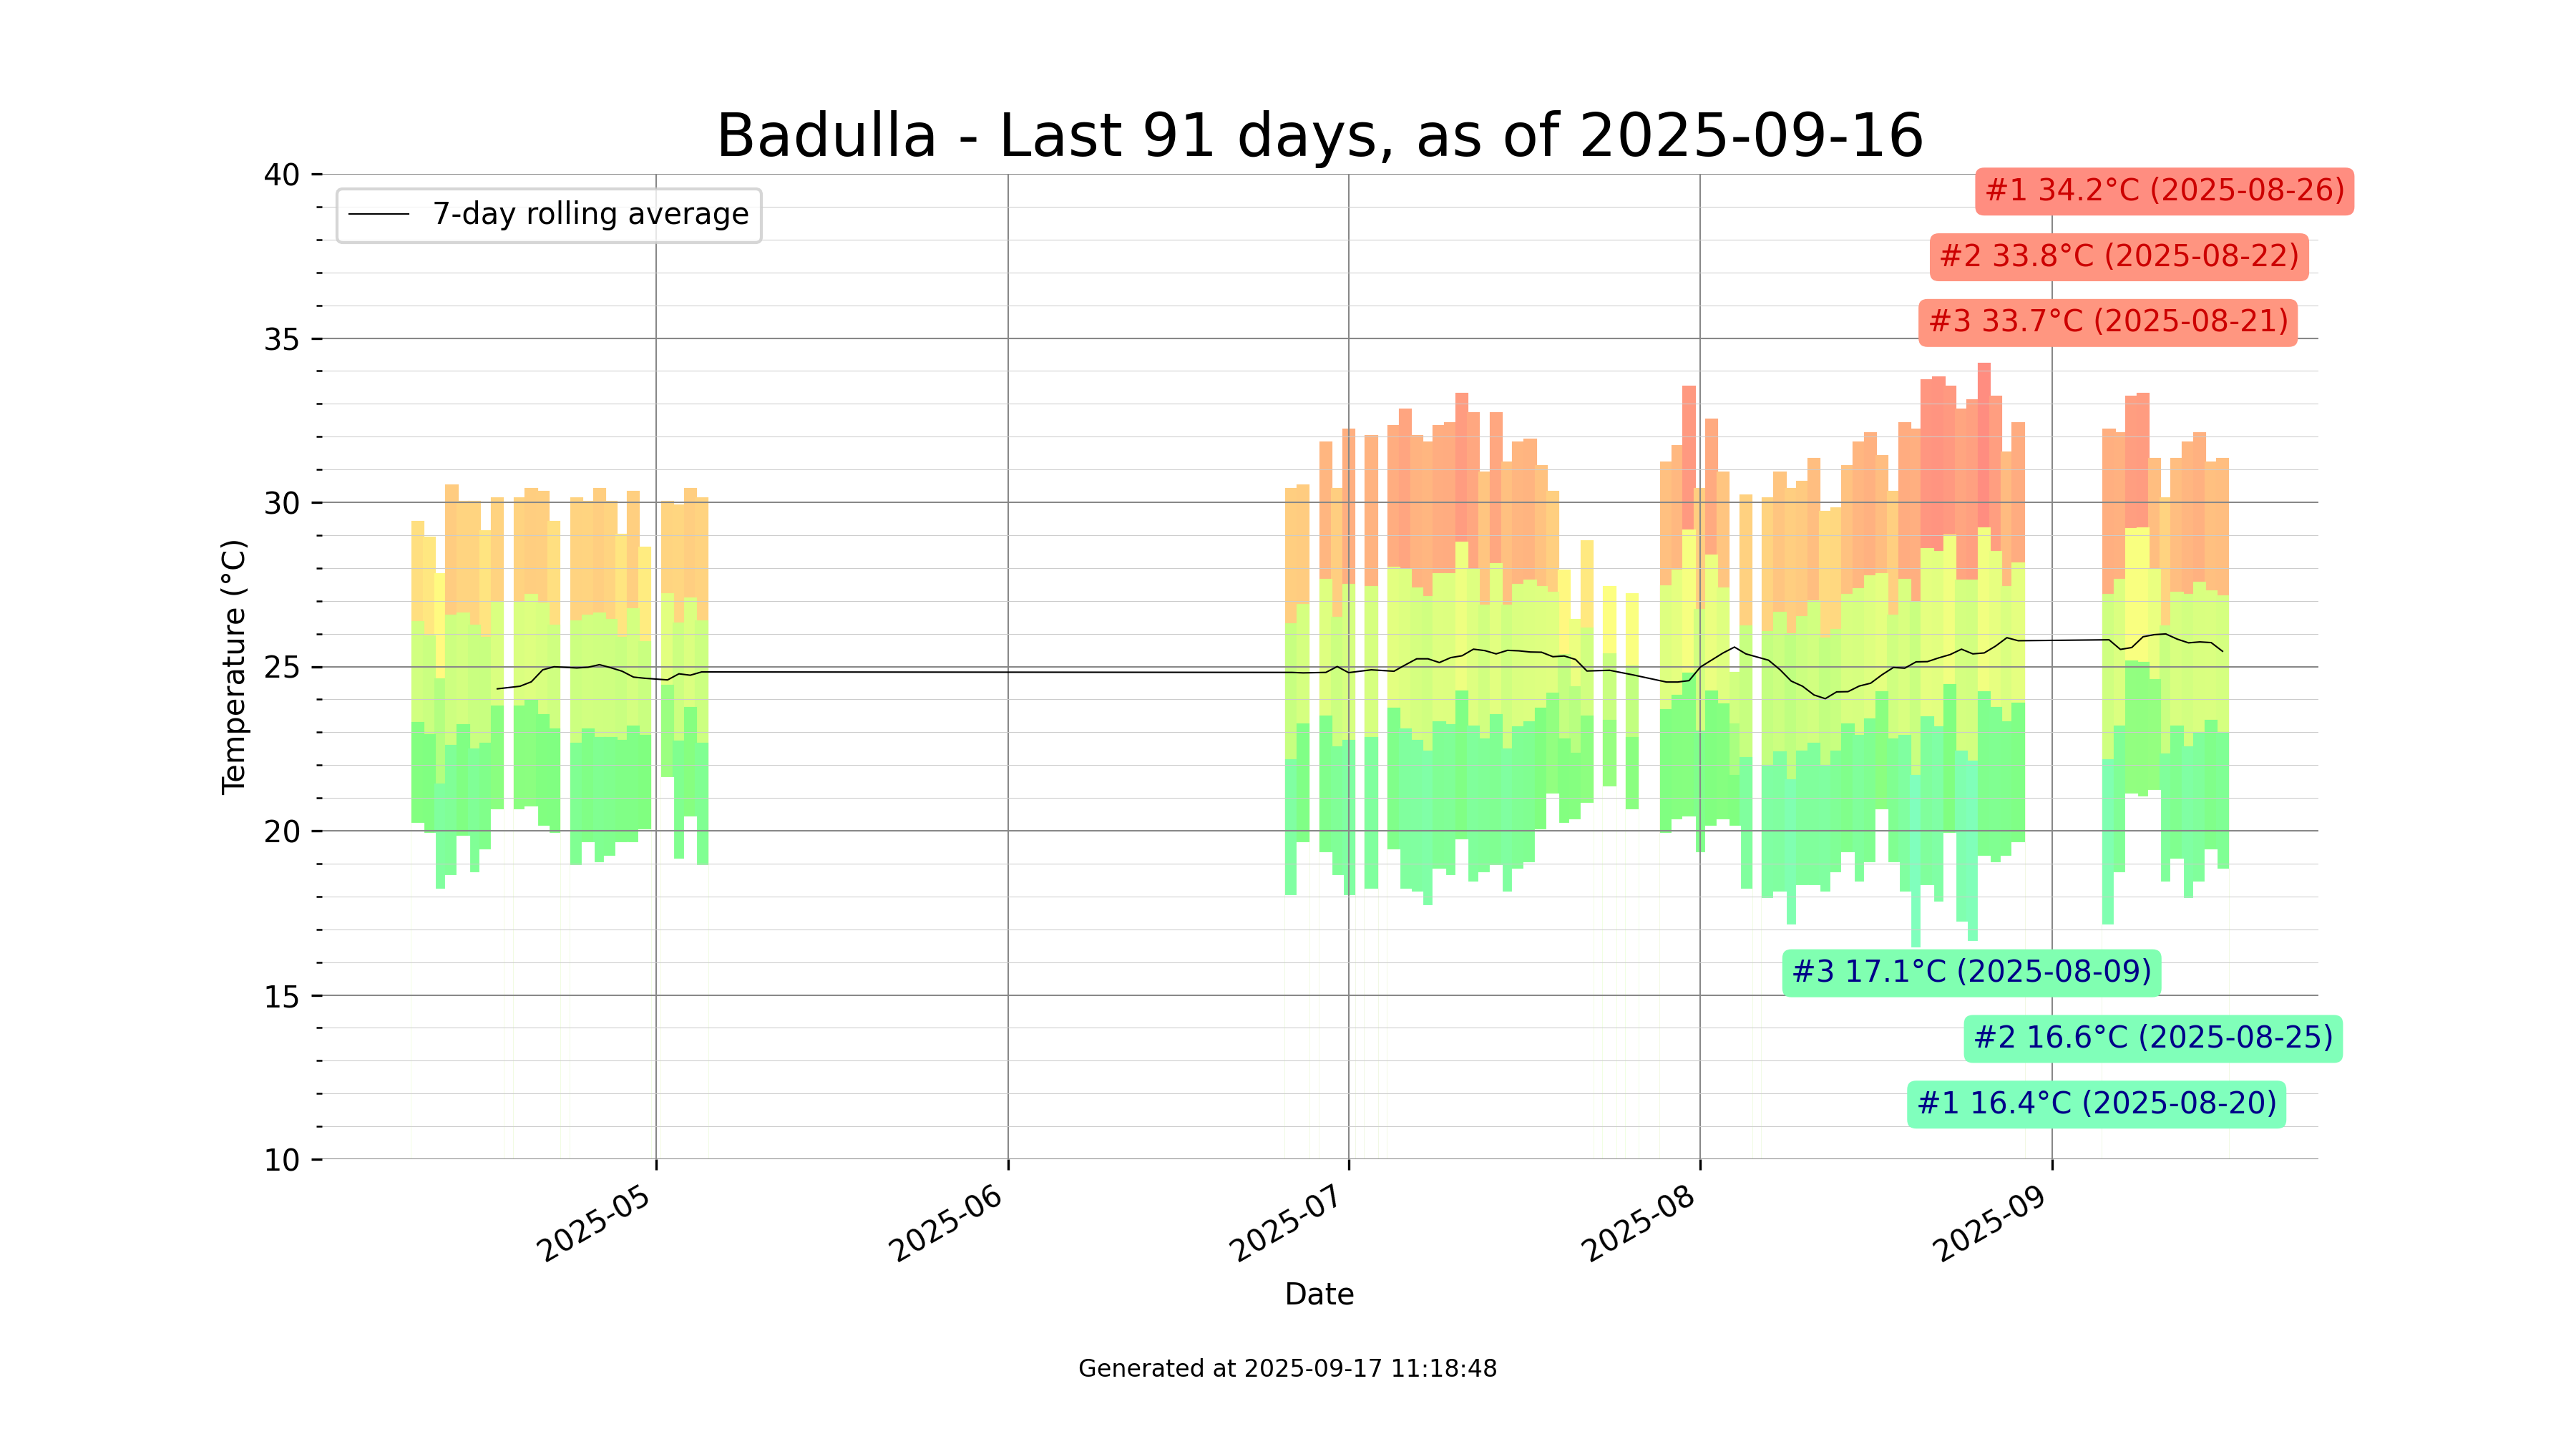 Badulla - Last 91 days, as of 2025-09-16
40
35
30
25
20
15
10
Temperature (°C)
7-day rolling average
#1 34.2°C (2025-08-26)
#2 33.8°C (2025-08-22)
#3 33.7°C (2025-08-21)
#3 17.1°C (2025-08-09)
#2 16.6°C (2025-08-25)
#1 16.4°C (2025-08-20)
2025-05
2025-06
2025-07
2025-08
2025-09
Date
Generated at 2025-09-17 11:18:48